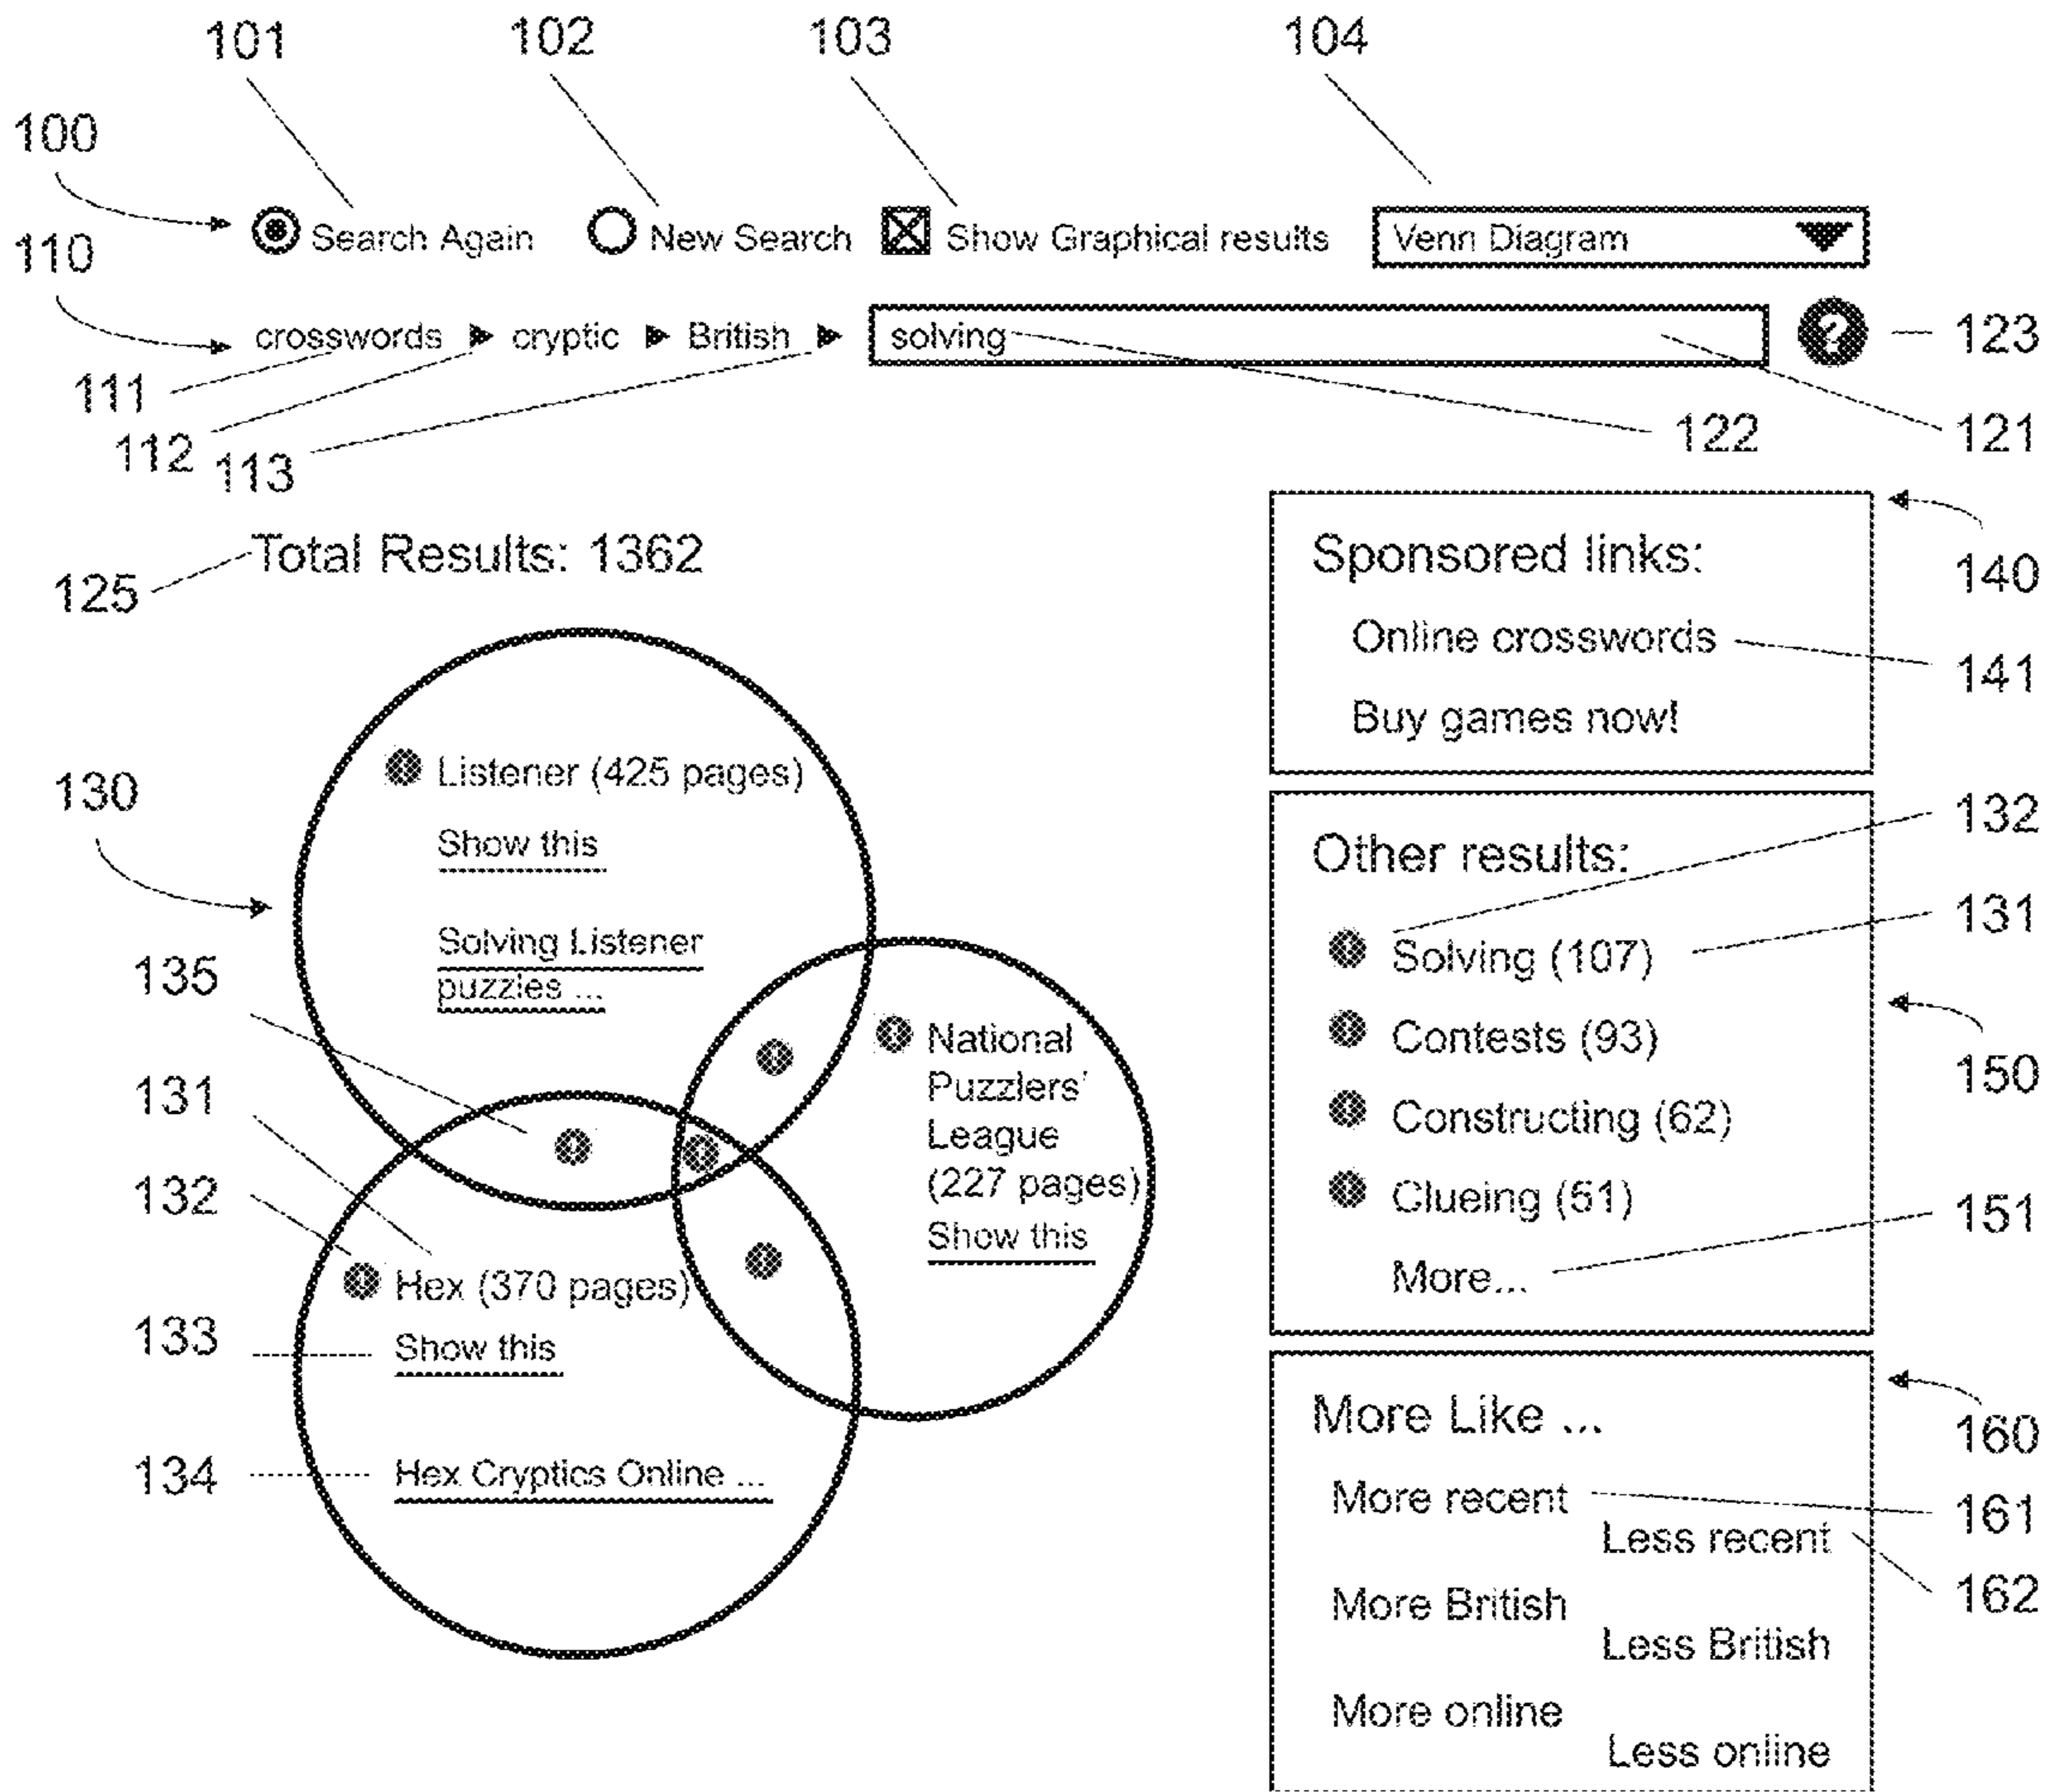 101
102
103
104
100
Search Again
New Search
Show Graphical results
Venn Diagram
110
crosswords
cryptic
British
solving
?
123
111
112
113
122
121
Total Results: 1362
125
130
Listener (425 pages)
Show this
Solving Listener
puzzles ...
135
National
Puzzlers'
League
(227 pages)
Show this
131
132
Hex (370 pages)
133
Show this
134
Hex Cryptics Online ...
Sponsored links:
140
Online crosswords
141
Buy games now!
132
Other results:
131
Solving (107)
Contests (93)
150
Constructing (62)
Clueing (51)
151
More...
More Like ...
160
More recent
161
Less recent
162
More British
Less British
More online
Less online